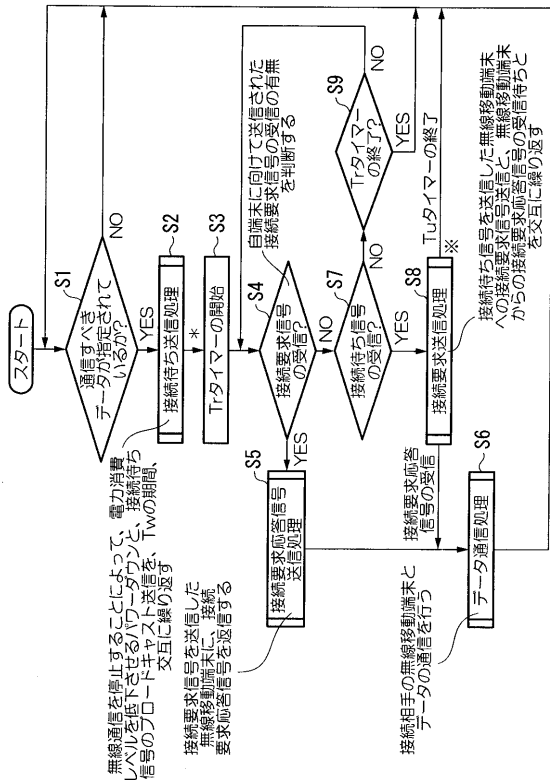 スタート
S1
通信すべき
データが指定されて
いるか?
NO
YES
無線通信を停止することによって、電力消費
レベルを低下させるパワーダウンと、接続待ち
信号のブロードキャスト送信を、Twの期間、
交互に繰り返す
S2
接続待ち送信処理
*
S3
Trタイマーの開始
自端末に向けて送信された
接続要求信号の受信の有無
を判断する
S4
接続要求信号
の受信?
YES
NO
S5
接続要求応答信号
送信処理
接続要求信号を送信した
無線移動端末に、接続
要求応答信号を返信する
S7
接続待ち信号
の受信?
NO
YES
S9
Trタイマー
の終了?
NO
YES
S8
接続要求送信処理
Tuタイマーの終了
※
接続待ち信号を送信した無線移動端末
への接続要求信号送信と、無線移動端末
からの接続要求応答信号の受信待ちと
を交互に繰り返す
接続要求応答
信号の受信
S6
データ通信処理
接続相手の無線移動端末と
データの通信を行う